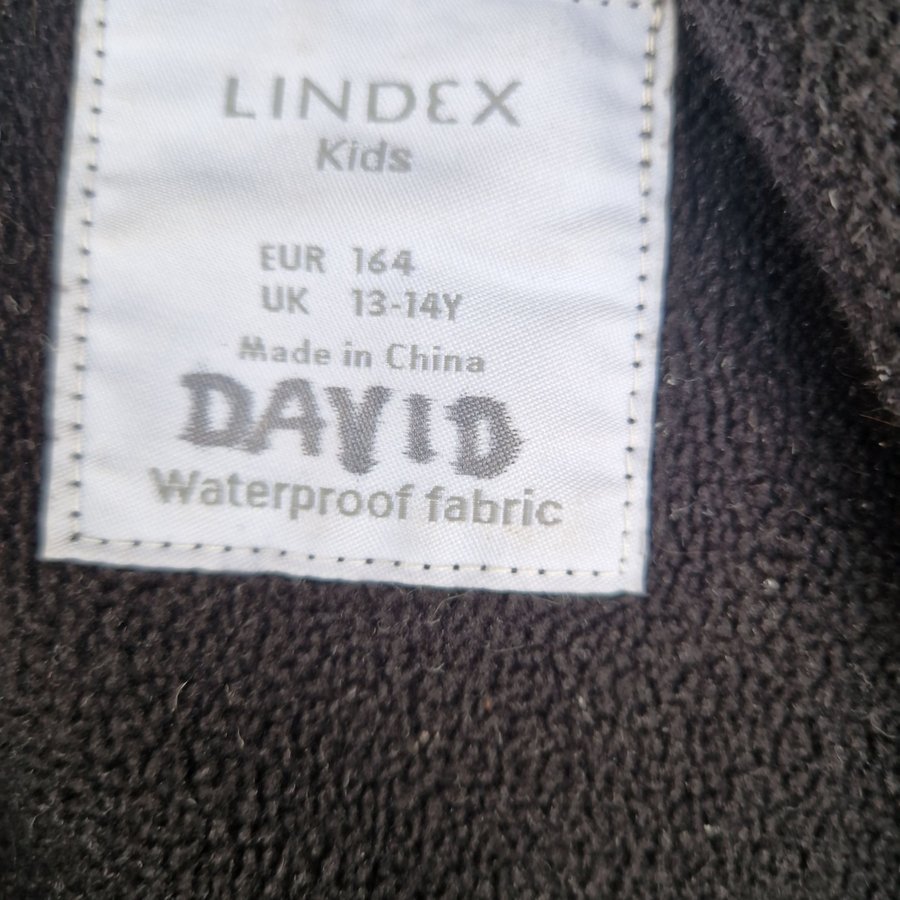 LINDEX
Kids
EUR 164
UK 13-14Y
Made in China
DAVID
Waterproof fabric